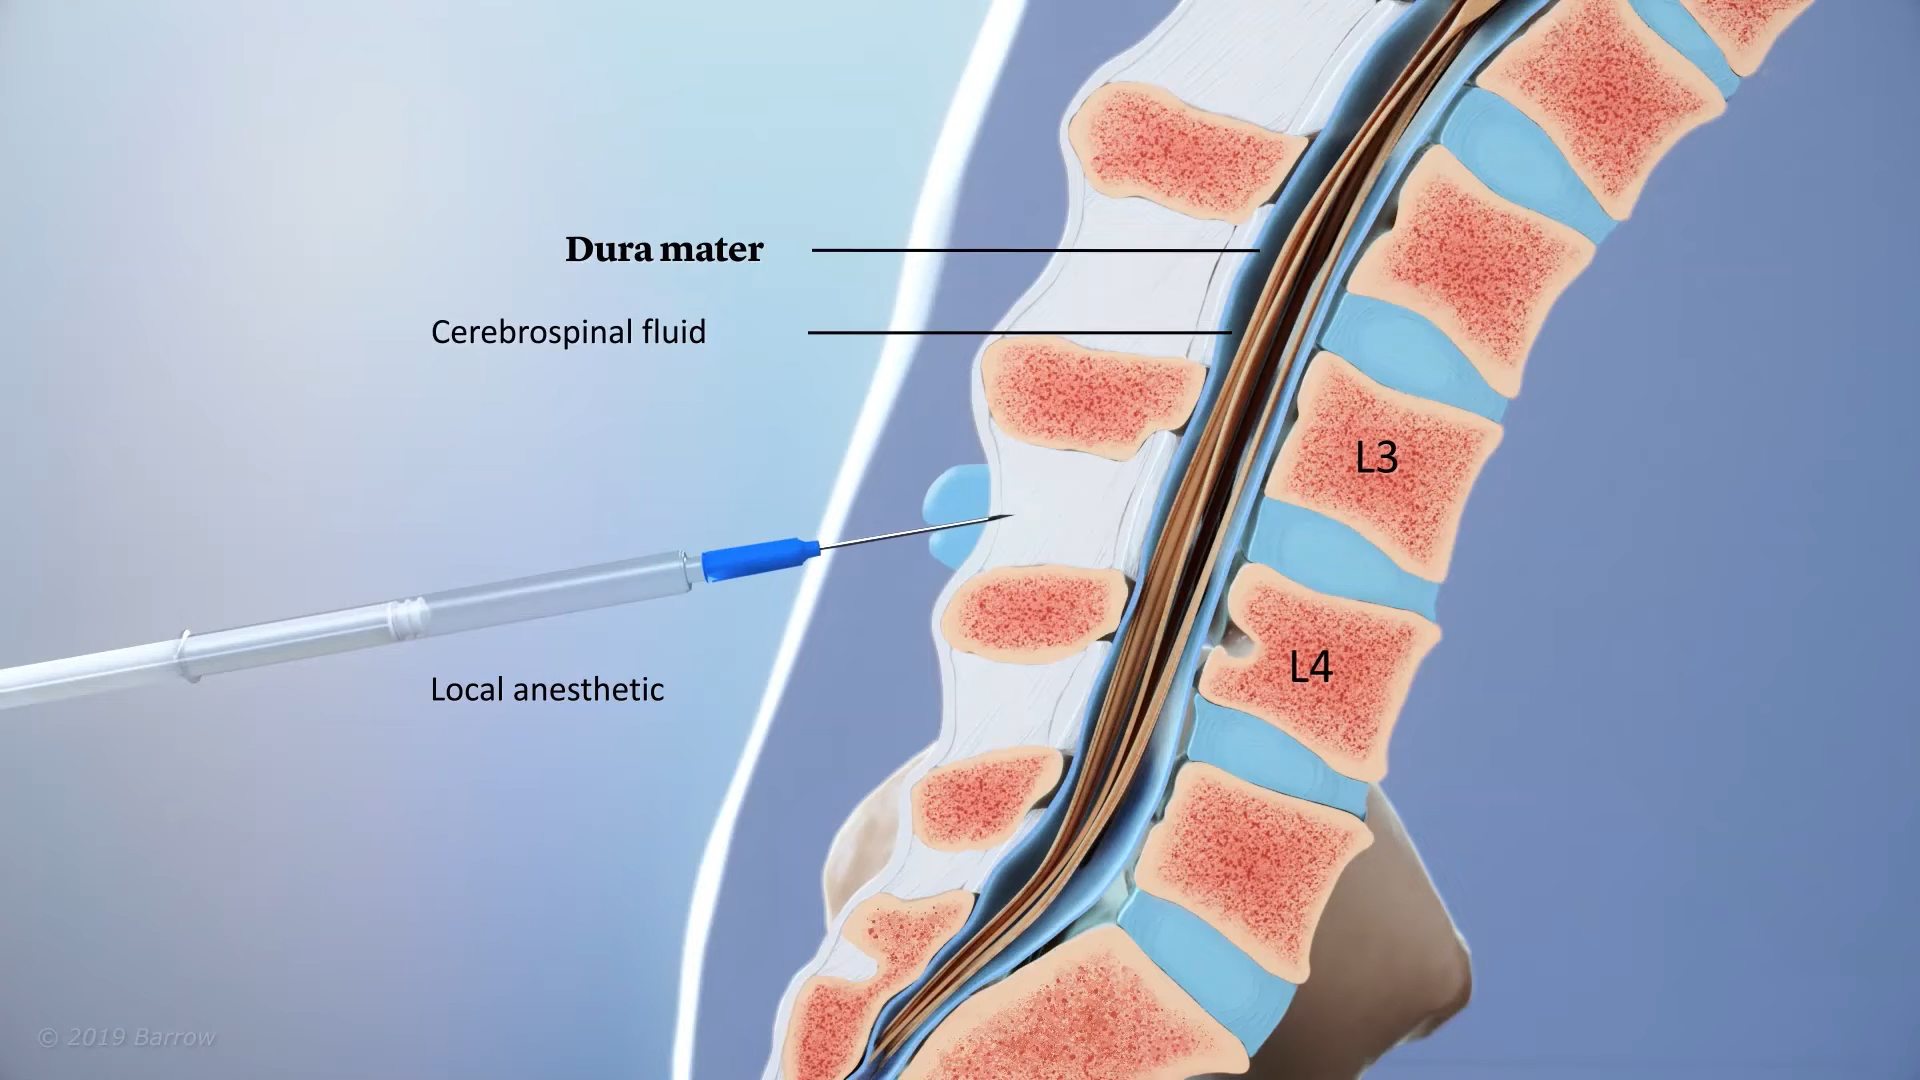 Dura mater
Cerebrospinal fluid
L3
L4
Local anesthetic
© 2019 Barrow